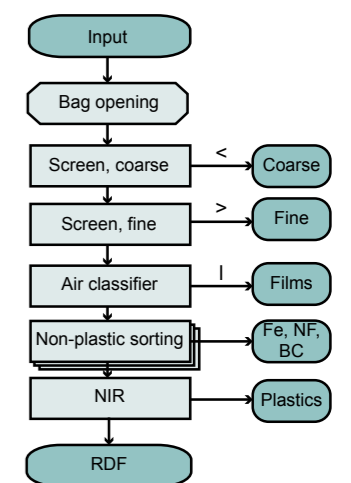 Input
Bag opening
<
Screen, coarse
Coarse
>
Screen, fine
Fine
l
Air classifier
Films
Non-plastic sorting
Fe, NF,
BC
NIR
Plastics
RDF